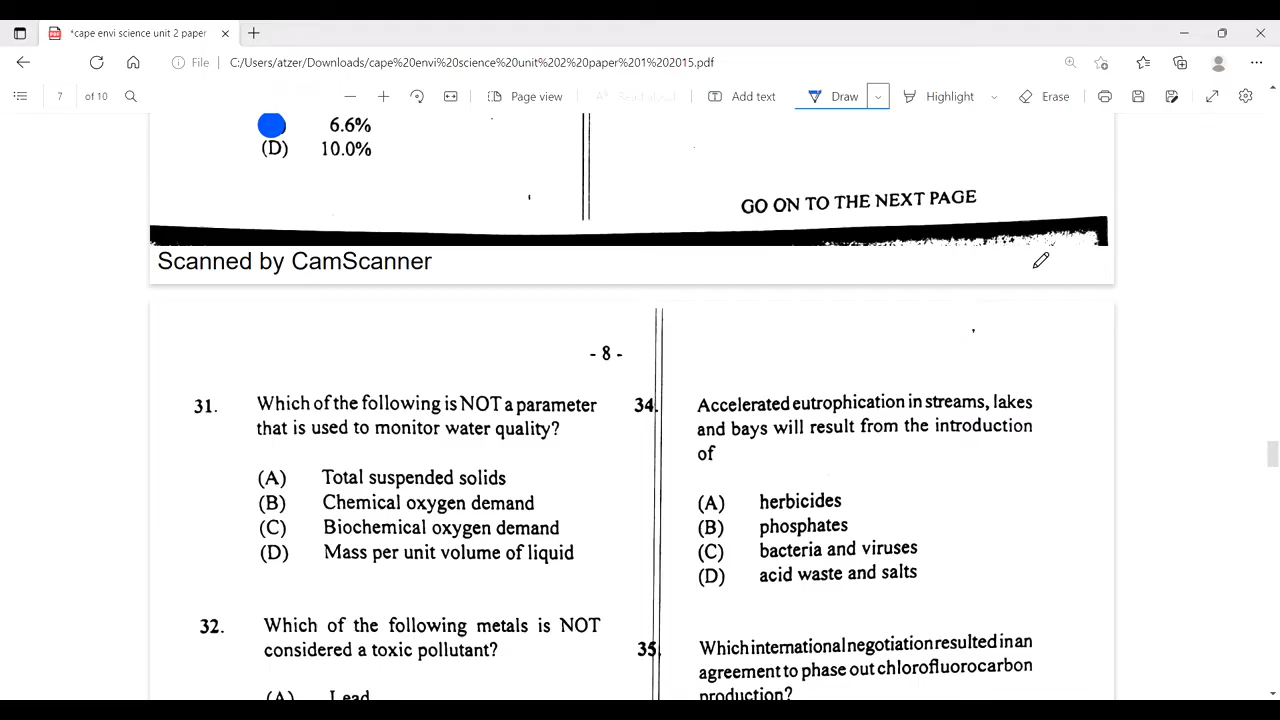 *cape envi science unit 2 paper
File
C:/Users/atzer/Downloads/cape%20envi%20science%20unit%202%20paper%201%202015.pdf
7 of 10
Page view
Read aloud
Add text
Draw
Highlight
Erase
6.6%
(D) 10.0%
GO ON TO THE NEXT PAGE
Scanned by CamScanner
- 8 -
31. Which of the following is NOT a parameter
that is used to monitor water quality?
(A) Total suspended solids
(B) Chemical oxygen demand
(C) Biochemical oxygen demand
(D) Mass per unit volume of liquid
32. Which of the following metals is NOT
considered a toxic pollutant?
(A) Lead
34. Accelerated eutrophication in streams, lakes
and bays will result from the introduction
of
(A) herbicides
(B) phosphates
(C) bacteria and viruses
(D) acid waste and salts
35. Which international negotiation resulted in an
agreement to phase out chlorofluorocarbon
production?